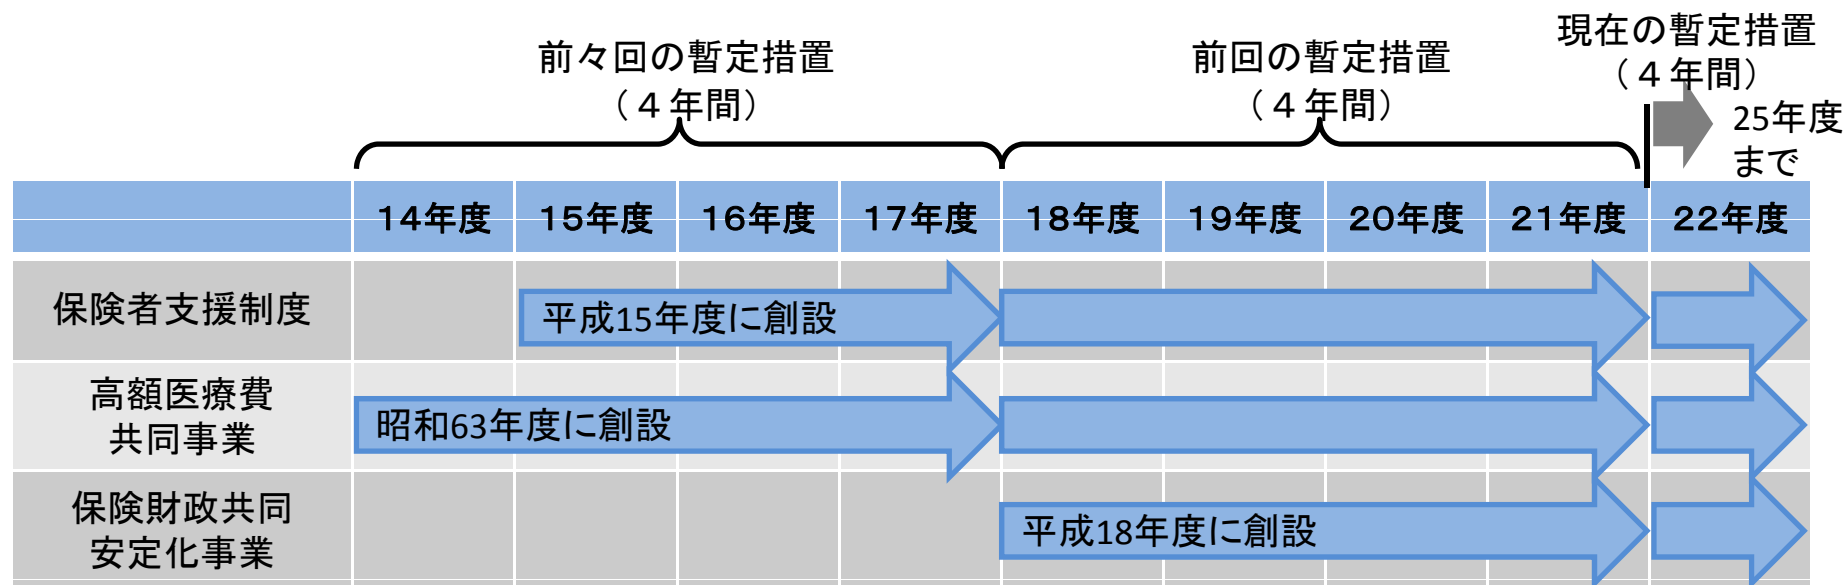 前々回の暫定措置
（４年間）
前回の暫定措置
（４年間）
現在の暫定措置
（４年間）
25年度
まで
14年度 15年度 16年度 17年度 18年度 19年度 20年度 21年度 22年度
保険者支援制度
平成15年度に創設
高額医療費
共同事業
昭和63年度に創設
保険財政共同
安定化事業
平成18年度に創設